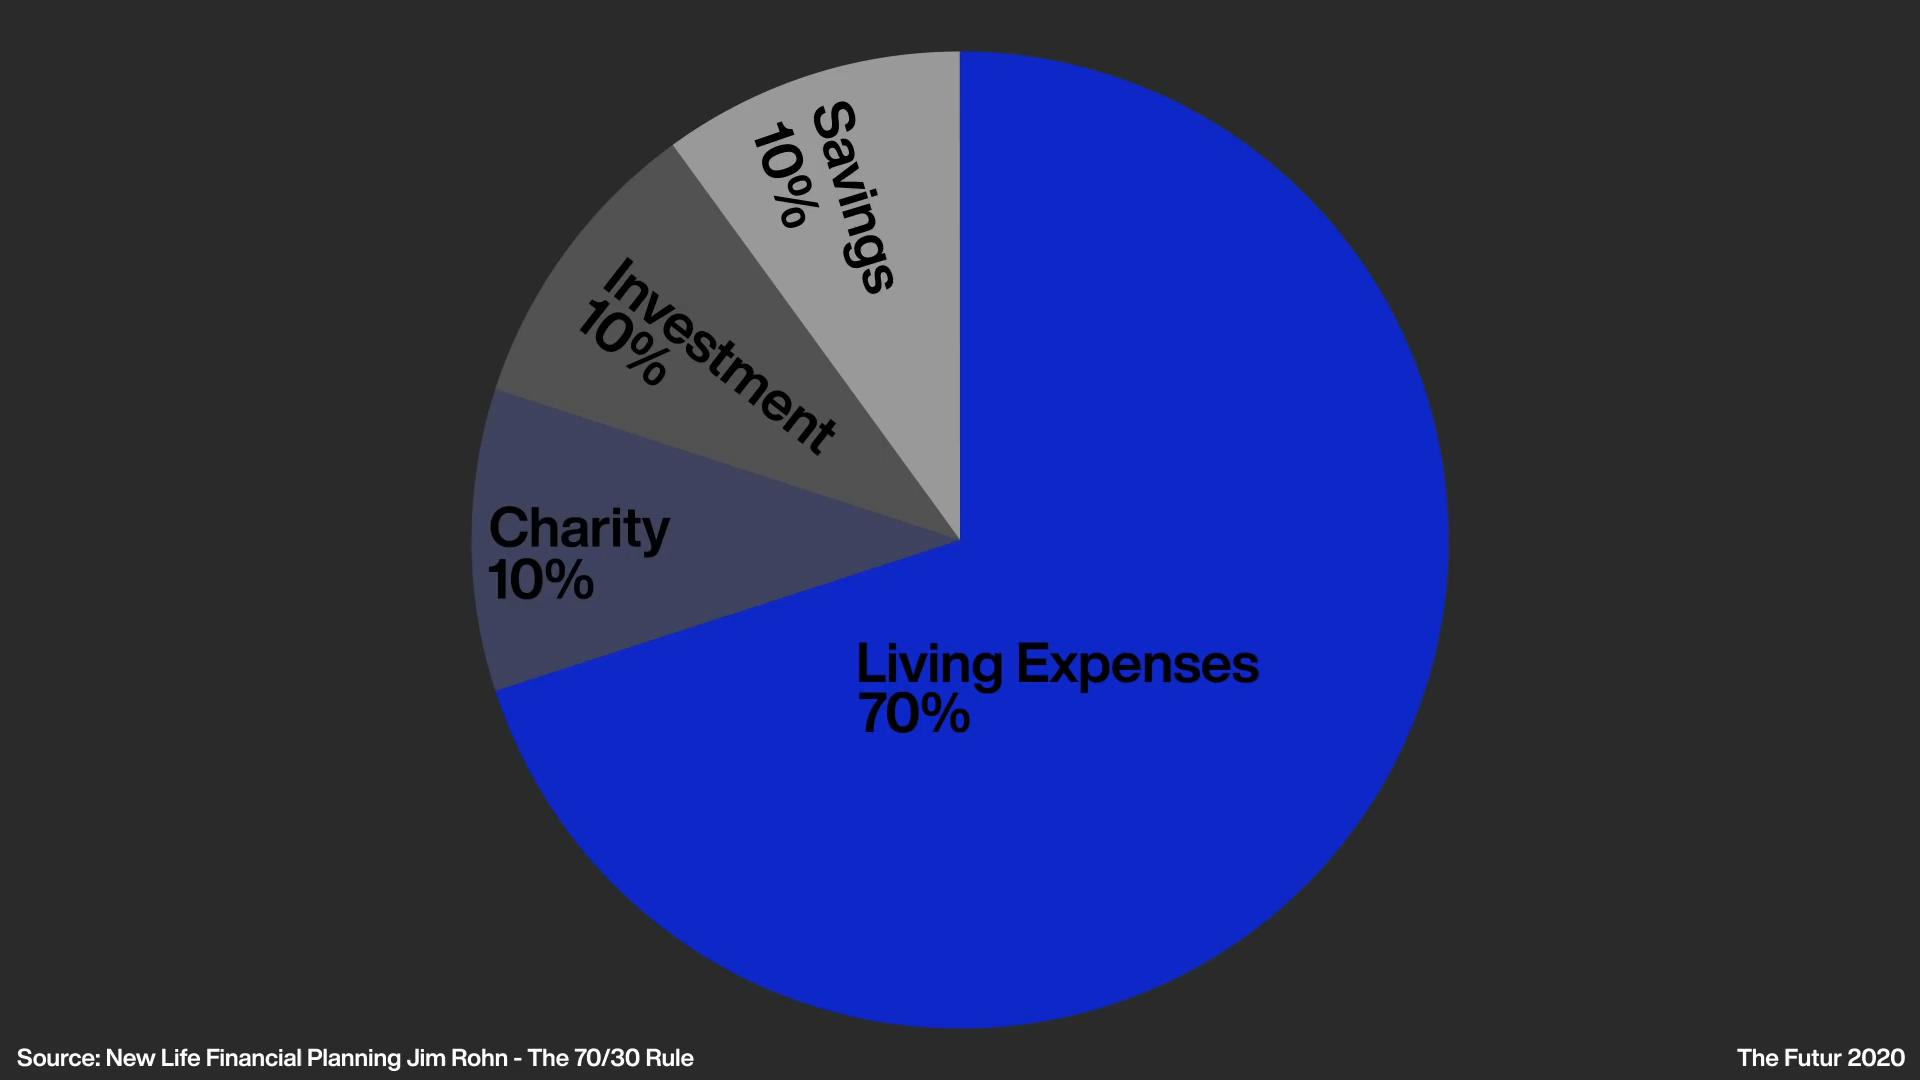 Savings
10%
Investment
10%
Charity
10%
Living Expenses
70%
Source: New Life Financial Planning Jim Rohn - The 70/30 Rule
The Futur 2020